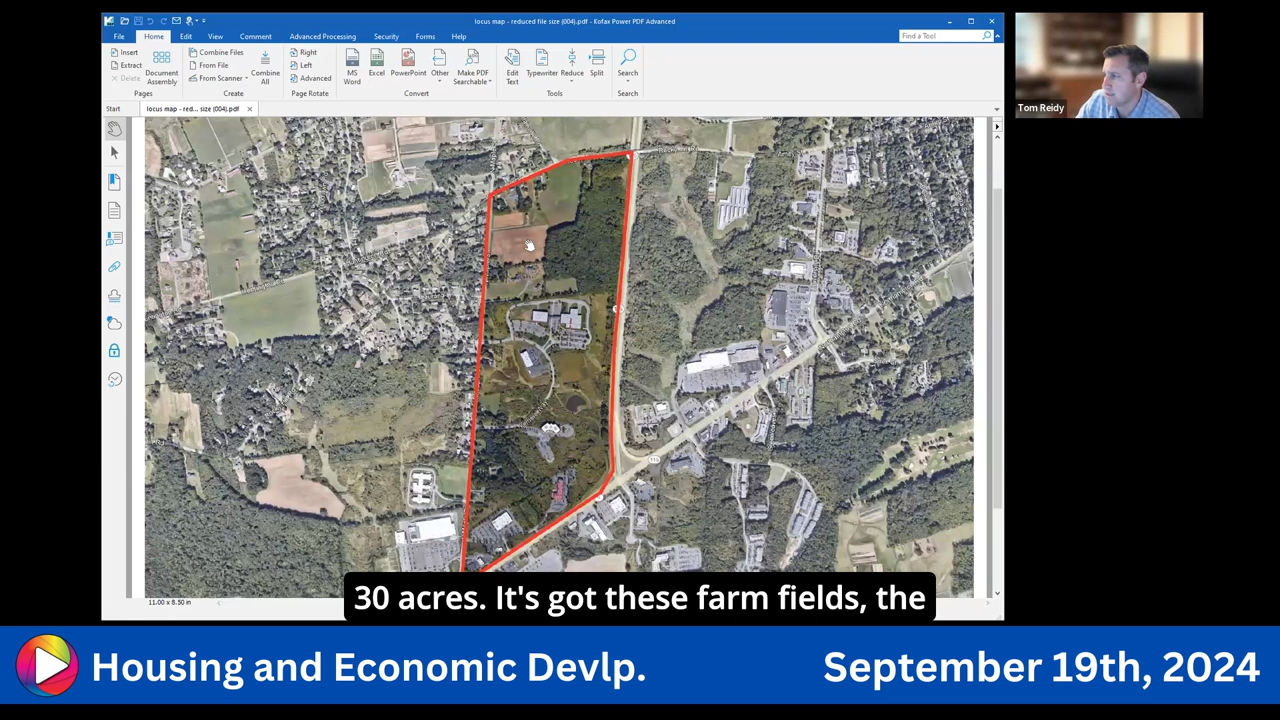 locus map - reduced file size (004).pdf - Kofax Power PDF Advanced
File Home Edit View Comment Advanced Processing Security Forms Help
Find a Tool
Insert
Extract
Delete
Document Assembly
Pages
Combine Files
From File
From Scanner
Combine All
Create
Right
Left
Advanced
Page Rotate
MS Word
Excel
PowerPoint
Other
Make PDF Searchable
Convert
Edit Text
Typewriter
Reduce
Split
Tools
Search
Search
Start
locus map - red... size (004).pdf
Tom Reidy
116
11.00 x 8.50 in
30 acres. It's got these farm fields, the
Housing and Economic Devlp.
September 19th, 2024